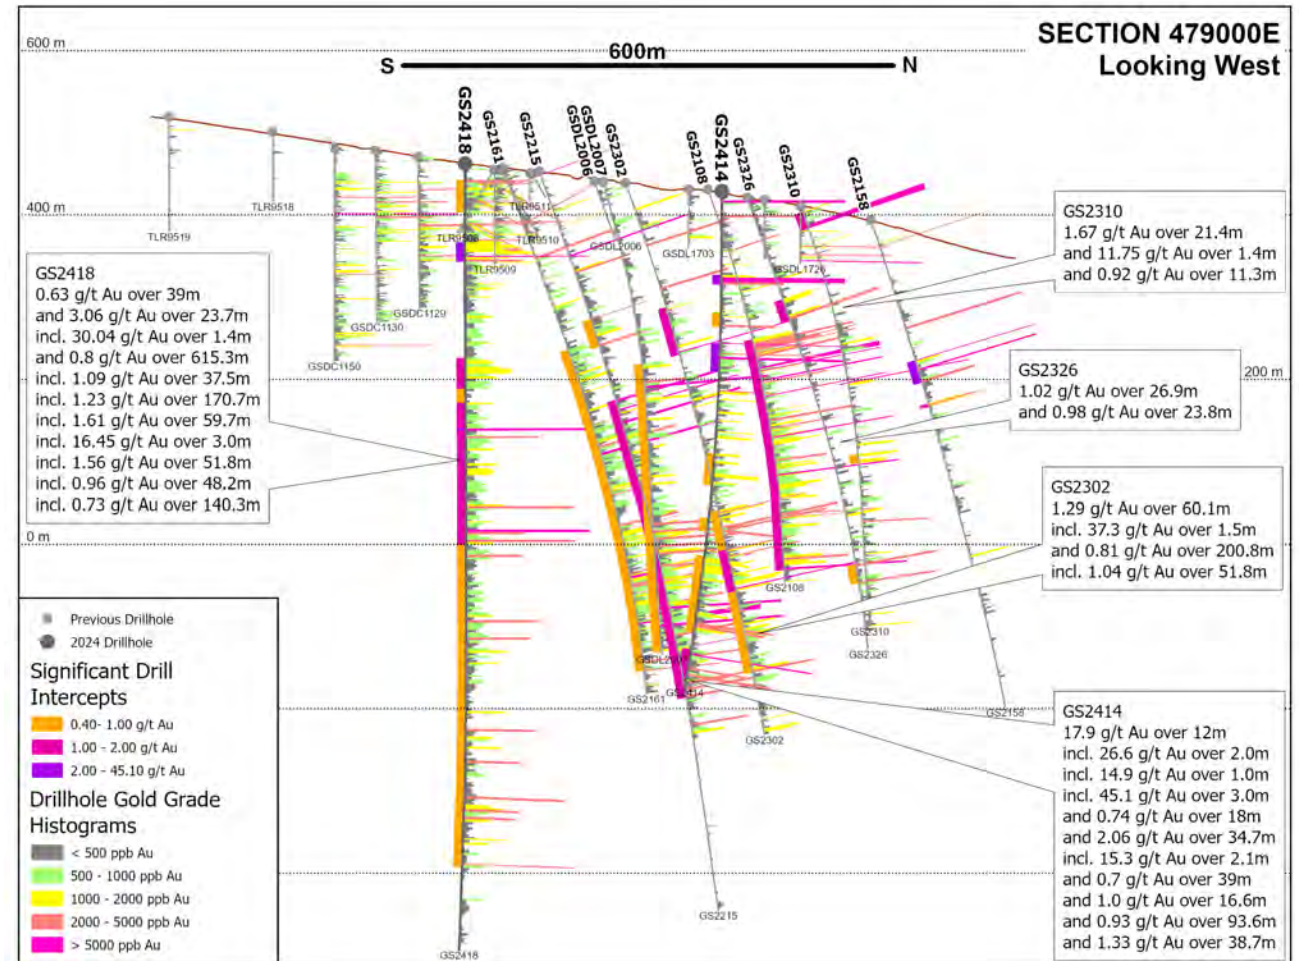 SECTION 479000E
Looking West
600 m
600m
S
N
GS2418
GS2161
GS2215
GSDL2006
GSDL2007
GS2302
GS2108
GS2414
GS2326
GS2310
GS2158
400 m
TLR9519
TLR9518
TLR9509
TLR9511
TLR9510
GSDL2006
GSDL1703
GSDL1726
GSDC1129
GSDC1130
GSDC1150
GS2310
1.67 g/t Au over 21.4m
and 11.75 g/t Au over 1.4m
and 0.92 g/t Au over 11.3m
GS2418
0.63 g/t Au over 39m
and 3.06 g/t Au over 23.7m
incl. 30.04 g/t Au over 1.4m
and 0.8 g/t Au over 615.3m
incl. 1.09 g/t Au over 37.5m
incl. 1.23 g/t Au over 170.7m
incl. 1.61 g/t Au over 59.7m
incl. 16.45 g/t Au over 3.0m
incl. 1.56 g/t Au over 51.8m
incl. 0.96 g/t Au over 48.2m
incl. 0.73 g/t Au over 140.3m
200 m
GS2326
1.02 g/t Au over 26.9m
and 0.98 g/t Au over 23.8m
GS2302
1.29 g/t Au over 60.1m
incl. 37.3 g/t Au over 1.5m
and 0.81 g/t Au over 200.8m
incl. 1.04 g/t Au over 51.8m
0 m
GS2108
GS2310
GS2326
GS2161
GS2414
GS2302
GS2158
GS2215
GS2418
GS2414
17.9 g/t Au over 12m
incl. 26.6 g/t Au over 2.0m
incl. 14.9 g/t Au over 1.0m
incl. 45.1 g/t Au over 3.0m
and 0.74 g/t Au over 18m
and 2.06 g/t Au over 34.7m
incl. 15.3 g/t Au over 2.1m
and 0.7 g/t Au over 39m
and 1.0 g/t Au over 16.6m
and 0.93 g/t Au over 93.6m
and 1.33 g/t Au over 38.7m
Previous Drillhole
2024 Drillhole
Significant Drill
Intercepts
0.40- 1.00 g/t Au
1.00 - 2.00 g/t Au
2.00 - 45.10 g/t Au
Drillhole Gold Grade
Histograms
< 500 ppb Au
500 - 1000 ppb Au
1000 - 2000 ppb Au
2000 - 5000 ppb Au
> 5000 ppb Au